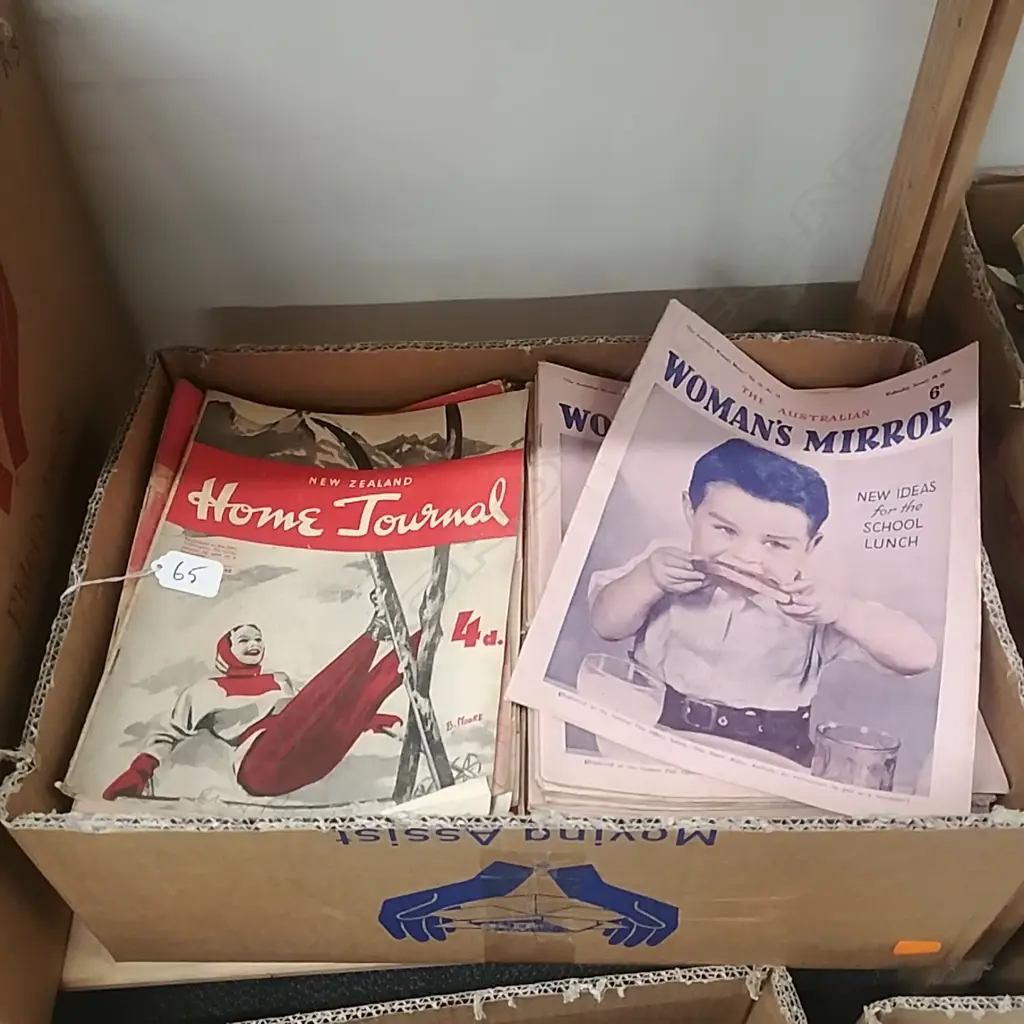 NEW ZEALAND
Home Journal
65
4d.
B. MOORE
WO
THE AUSTRALIAN
WOMAN'S MIRROR
6D
NEW IDEAS
for the
SCHOOL
LUNCH
Moving Assist